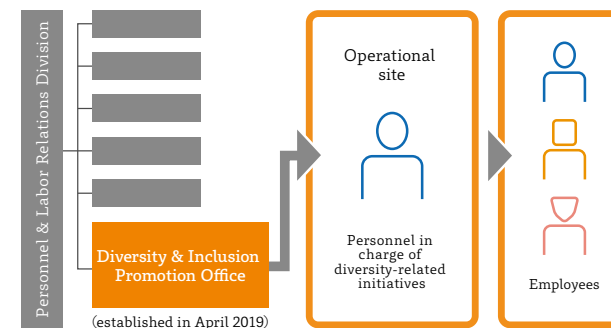 Personnel & Labor Relations Division
Diversity & Inclusion
Promotion Office
(established in April 2019)
Operational
site
Personnel in
charge of
diversity-related
initiatives
Employees